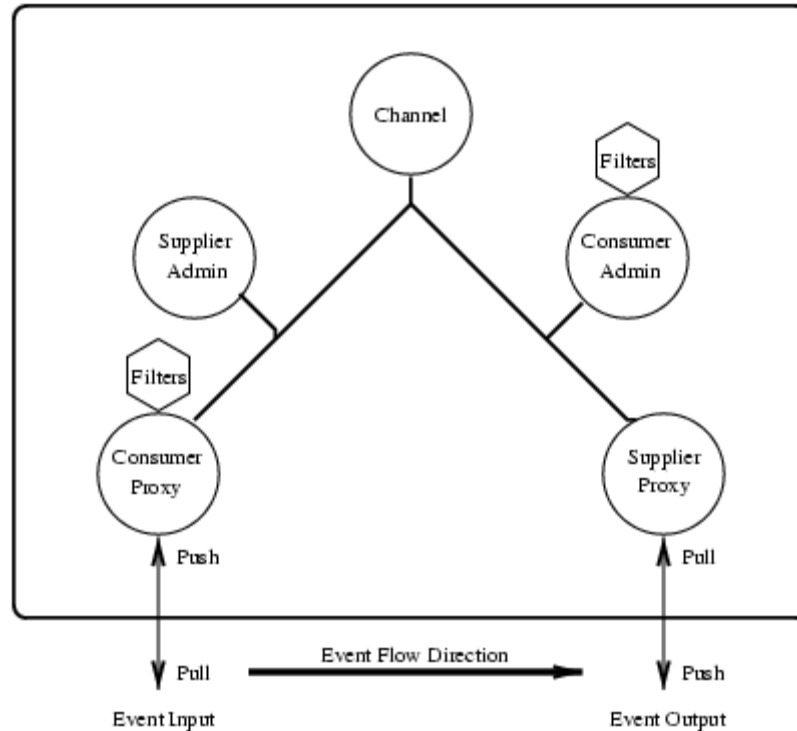 Channel
Filters
Supplier
Admin
Consumer
Admin
Filters
Consumer
Proxy
Supplier
Proxy
Push
Pull
Event Flow Direction
Pull
Push
Event Input
Event Output